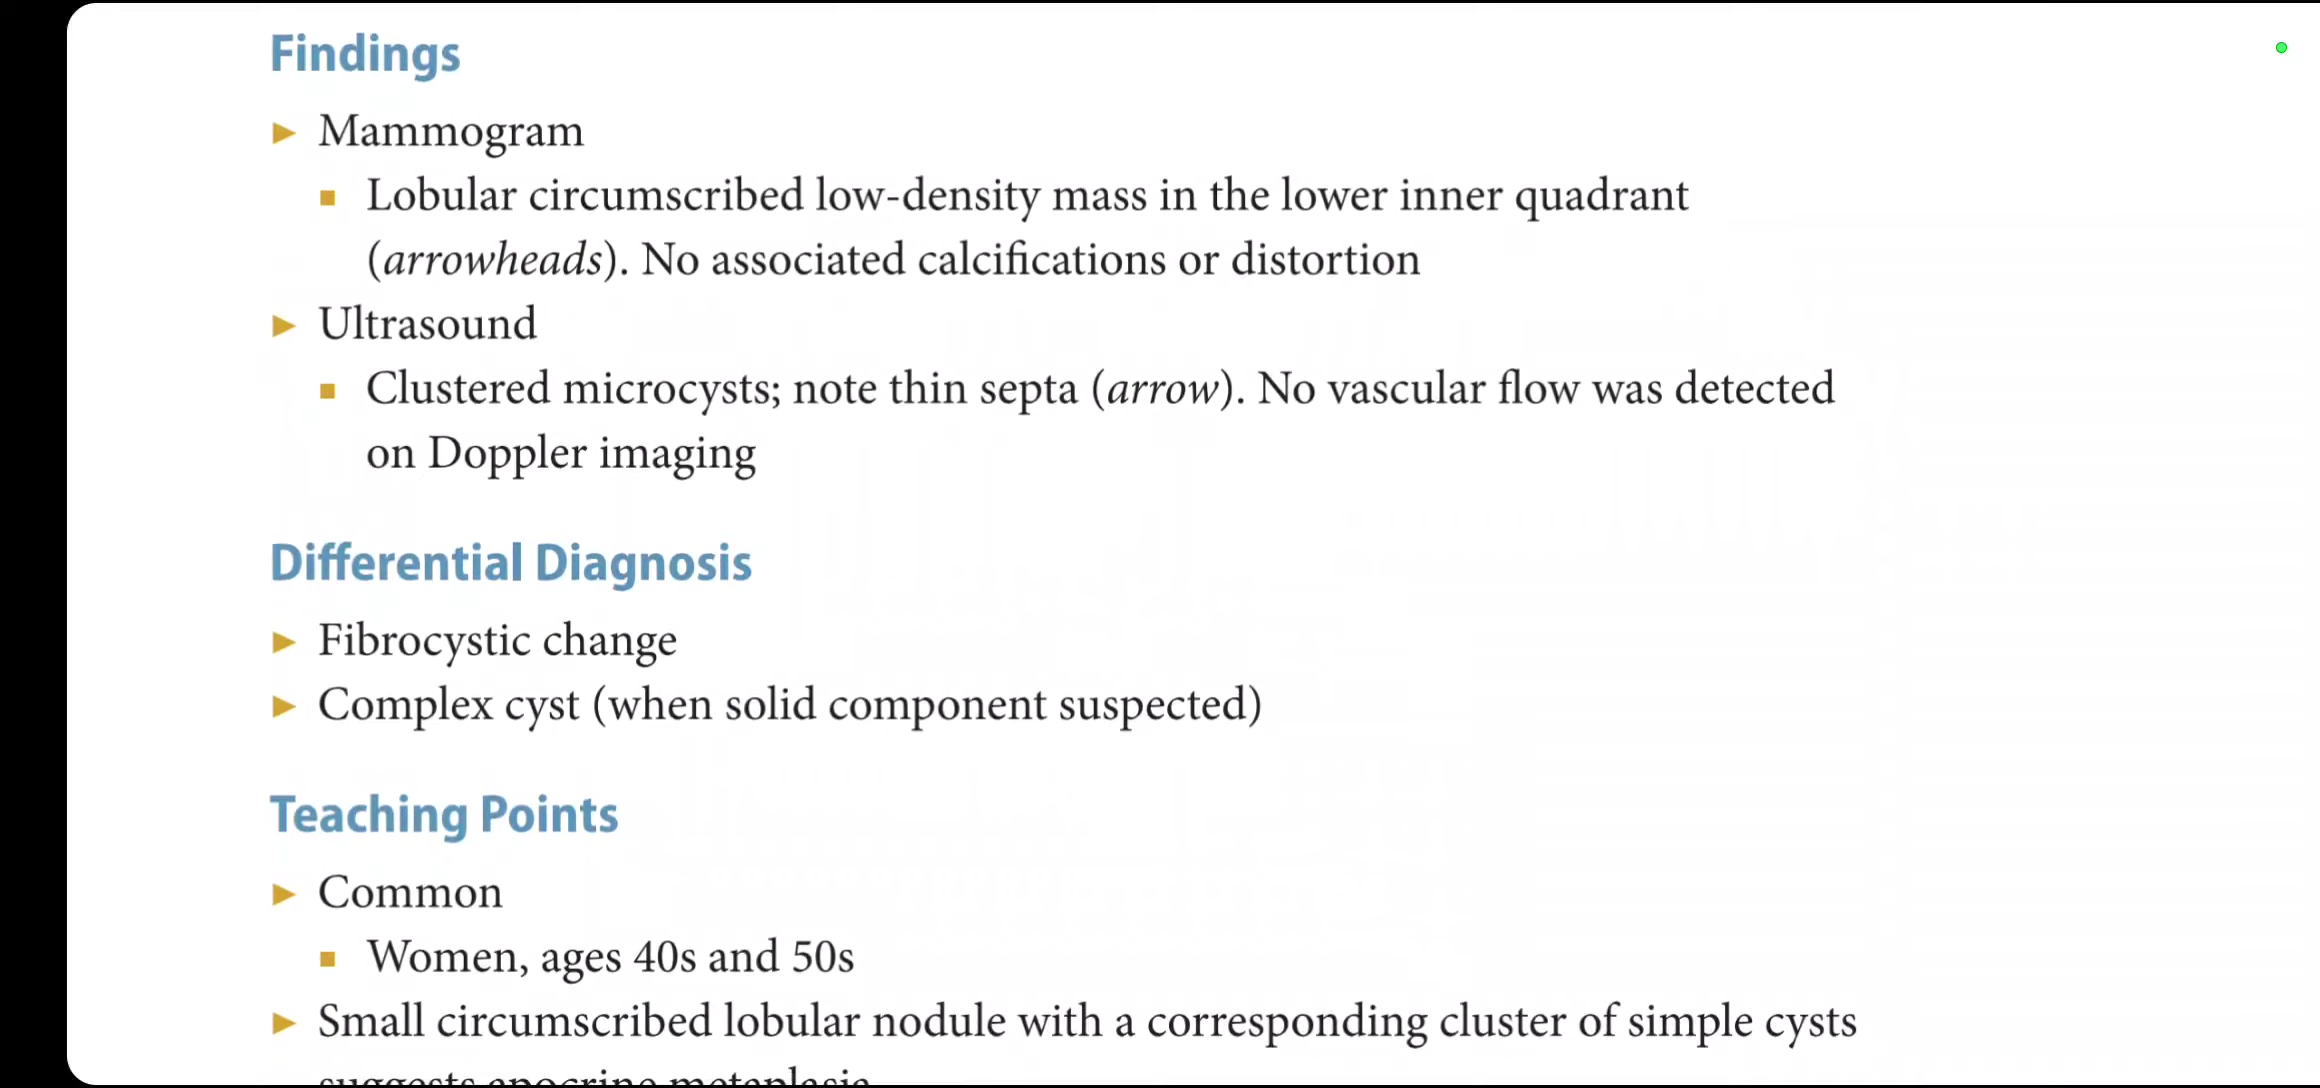 Findings
► Mammogram
▪ Lobular circumscribed low-density mass in the lower inner quadrant
(arrowheads). No associated calcifications or distortion
► Ultrasound
▪ Clustered microcysts; note thin septa (arrow). No vascular flow was detected
on Doppler imaging
Differential Diagnosis
► Fibrocystic change
► Complex cyst (when solid component suspected)
Teaching Points
► Common
▪ Women, ages 40s and 50s
► Small circumscribed lobular nodule with a corresponding cluster of simple cysts
suggests apocrine metaplasia